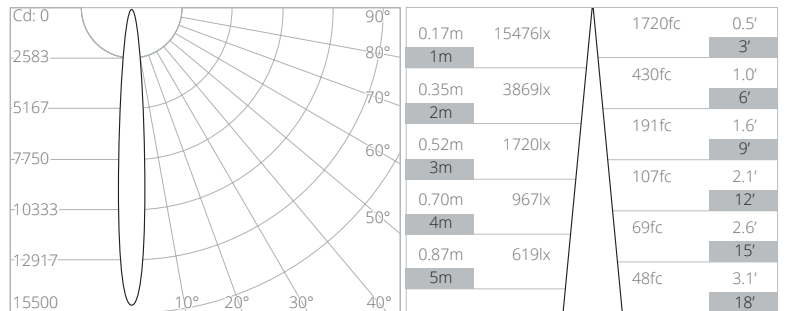 Cd: 0
2583
5167
7750
10333
12917
15500
90°
80°
70°
60°
50°
40°
30°
20°
10°
0.17m 15476lx
1m
0.35m 3869lx
2m
0.52m 1720lx
3m
0.70m 967lx
4m
0.87m 619lx
5m
1720fc 0.5′
3′
430fc 1.0′
6′
191fc 1.6′
9′
107fc 2.1′
12′
69fc 2.6′
15′
48fc 3.1′
18′